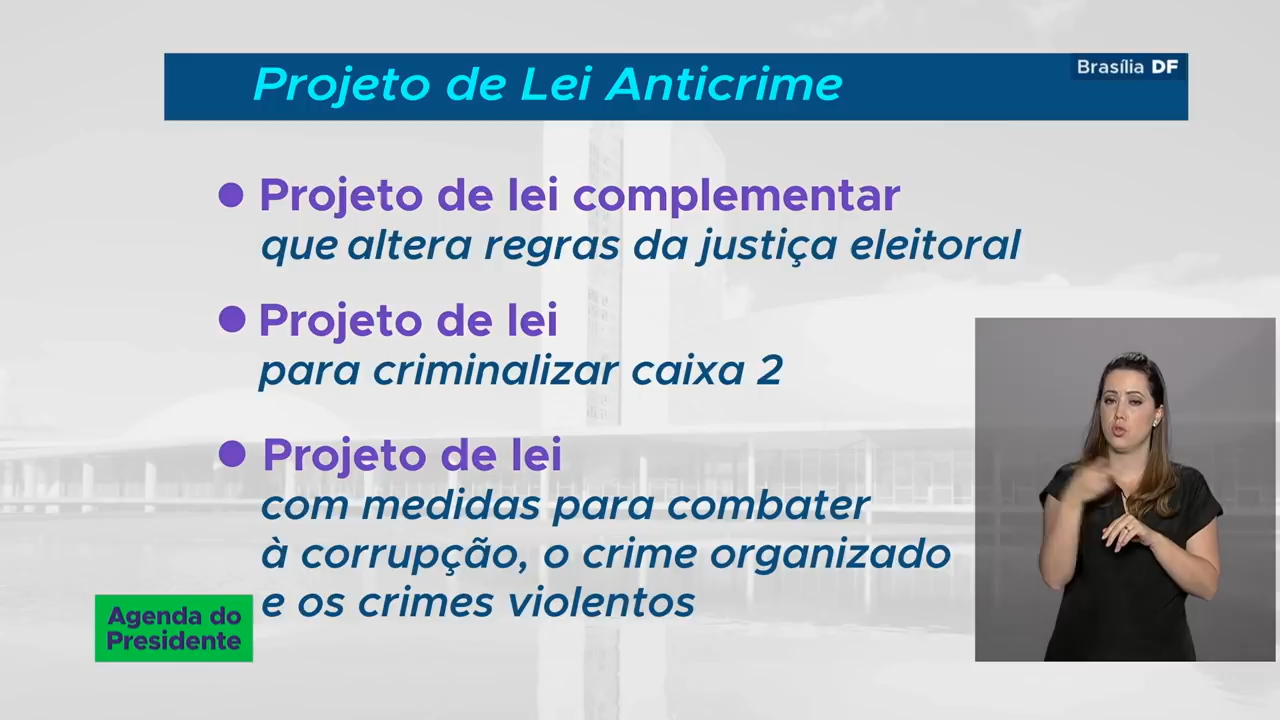 Projeto de Lei Anticrime
Brasília DF
Projeto de lei complementar
que altera regras da justiça eleitoral
Projeto de lei
para criminalizar caixa 2
Projeto de lei
com medidas para combater
à corrupção, o crime organizado
e os crimes violentos
Agenda do
Presidente